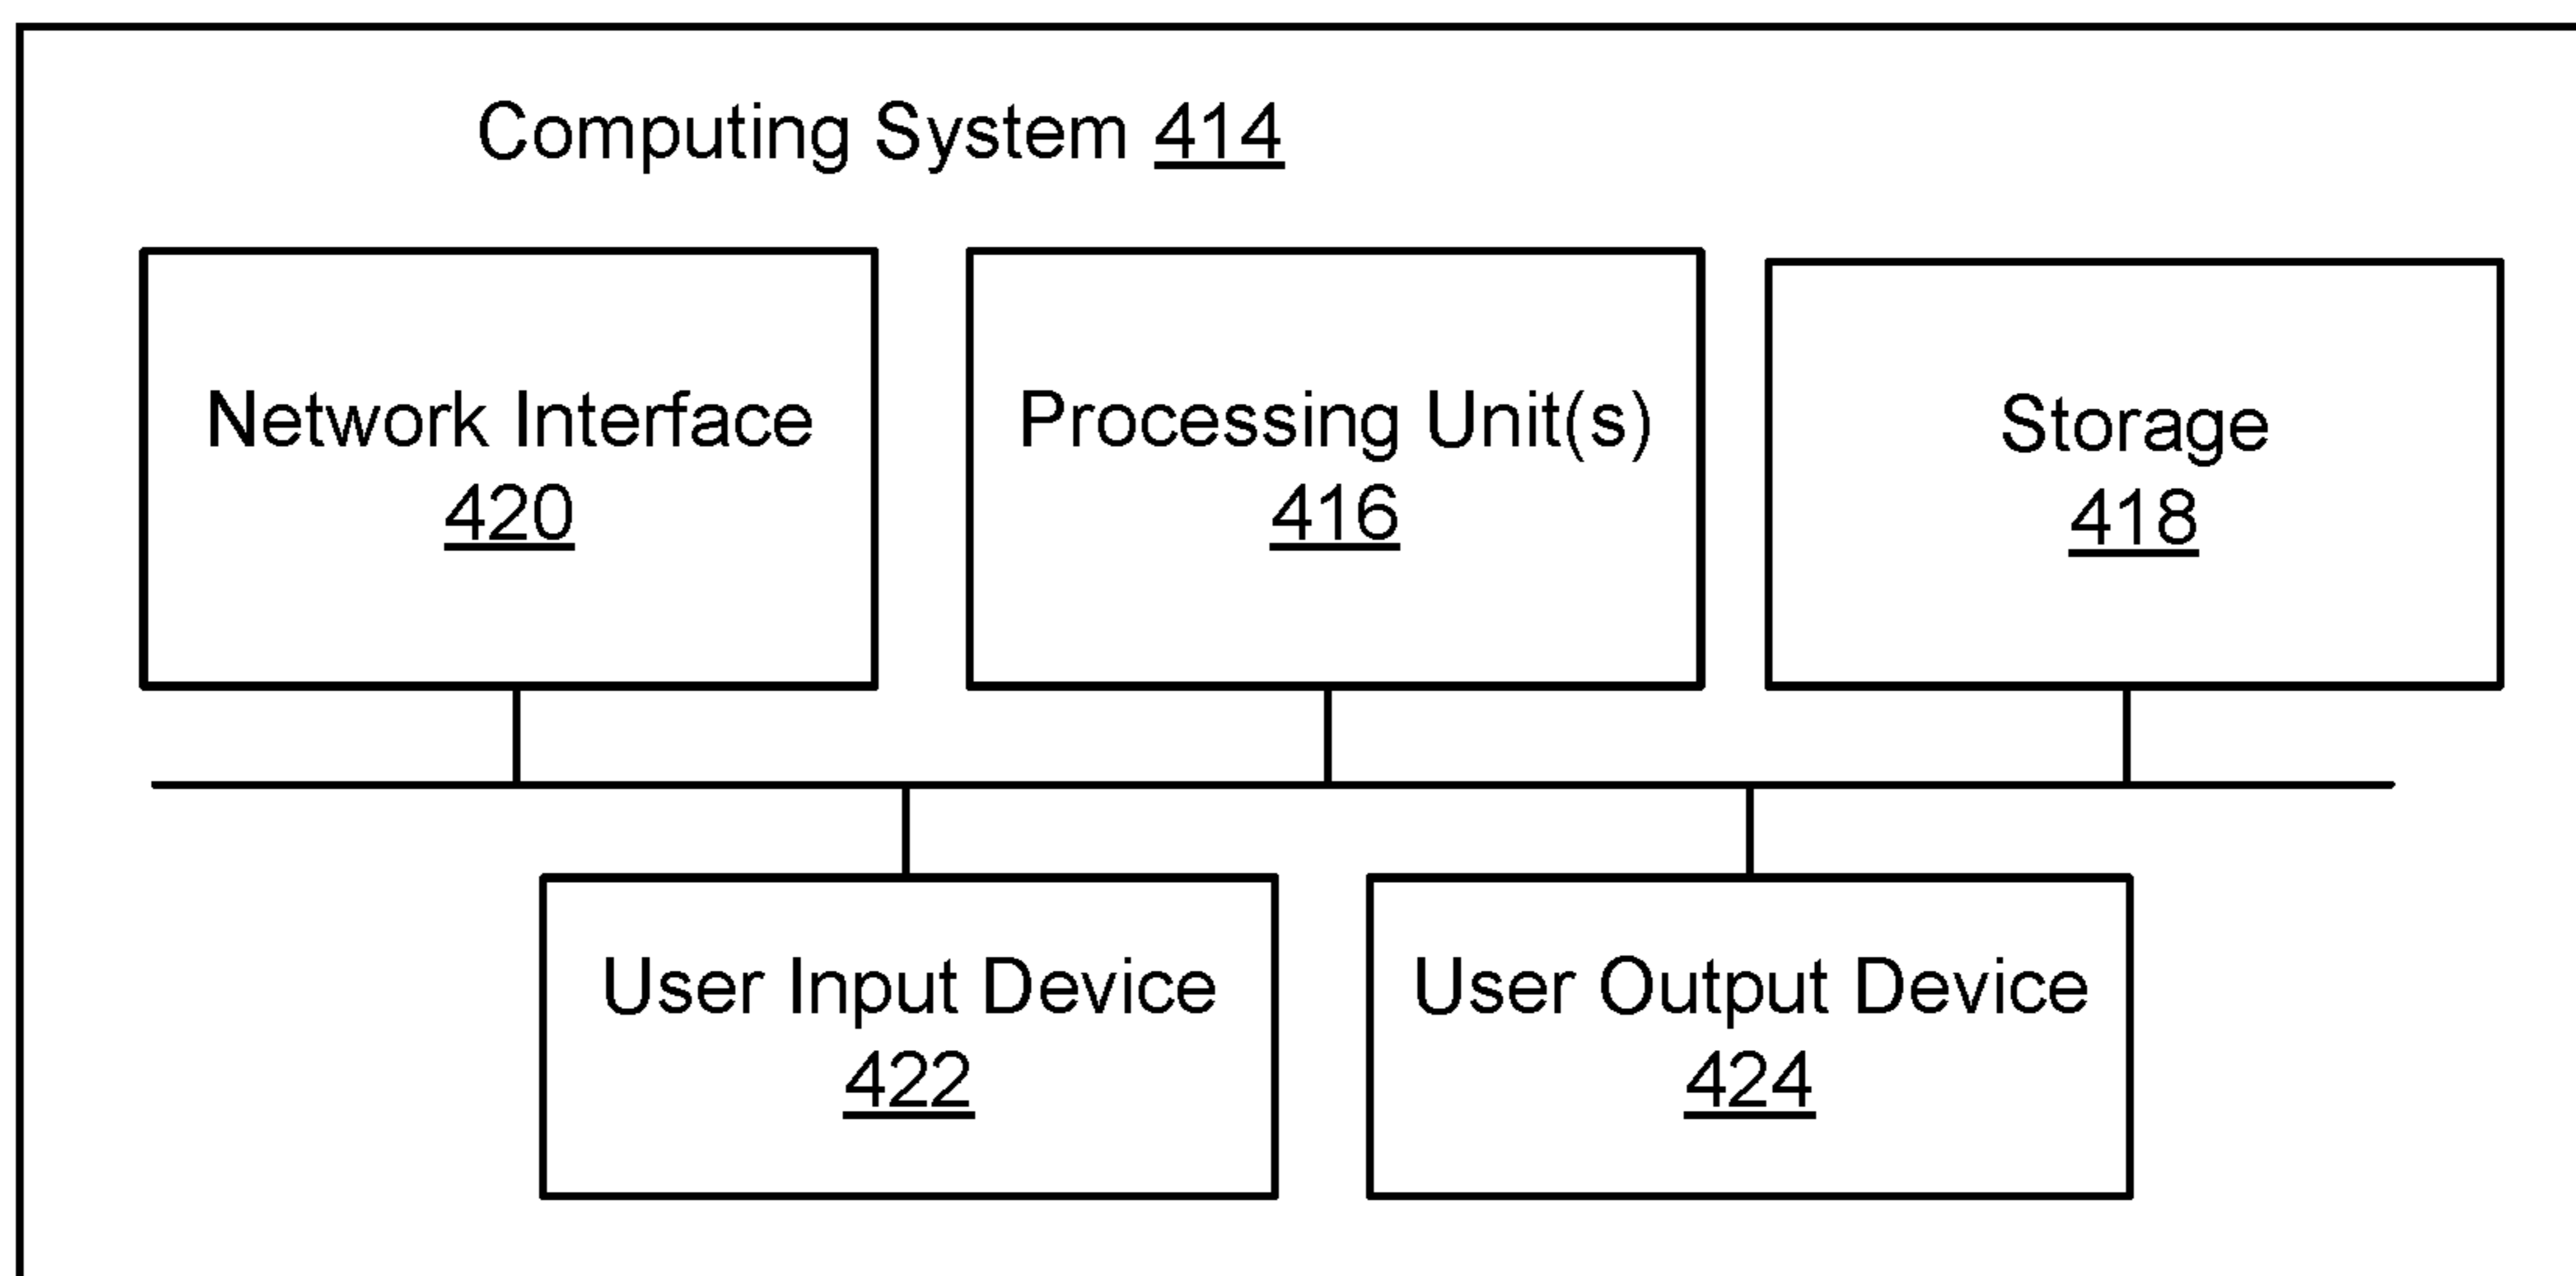 Computing System 414
Network Interface
420
Processing Unit(s)
416
Storage
418
User Input Device
422
User Output Device
424